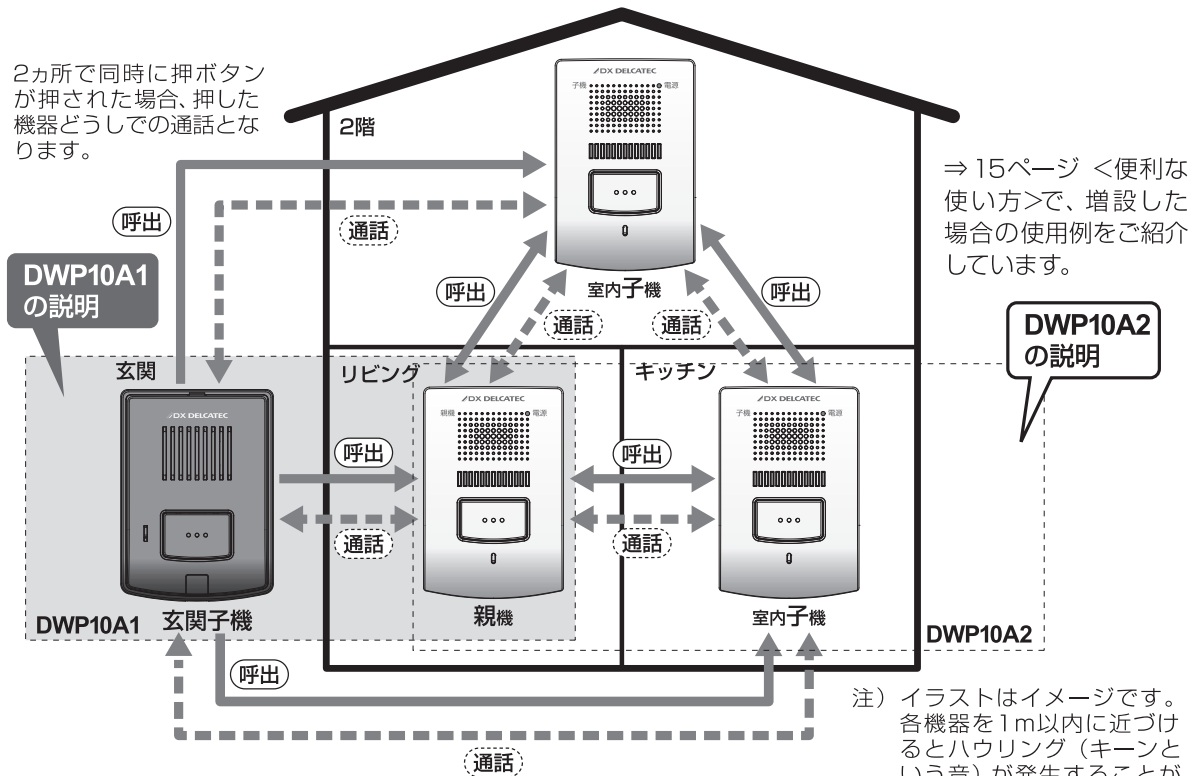 2ヵ所で同時に押ボタン
が押された場合、押した
機器どうしでの通話とな
ります。
DX DELCATEC
子機
電源
2階
⇒ 15ページ <便利な
使い方>で、増設した
場合の使用例をご紹介
しています。
呼出
通話
DWP10A1
の説明
呼出
室内子機
呼出
通話
通話
DWP10A2
の説明
玄関
リビング
キッチン
DX DELCATEC
DX DELCATEC
親機
電源
DX DELCATEC
子機
電源
呼出
呼出
通話
通話
DWP10A1
玄関子機
親機
室内子機
DWP10A2
呼出
通話
注）イラストはイメージです。
各機器を1m以内に近づけ
るとハウリング（キーンと
いう音）が発生することが